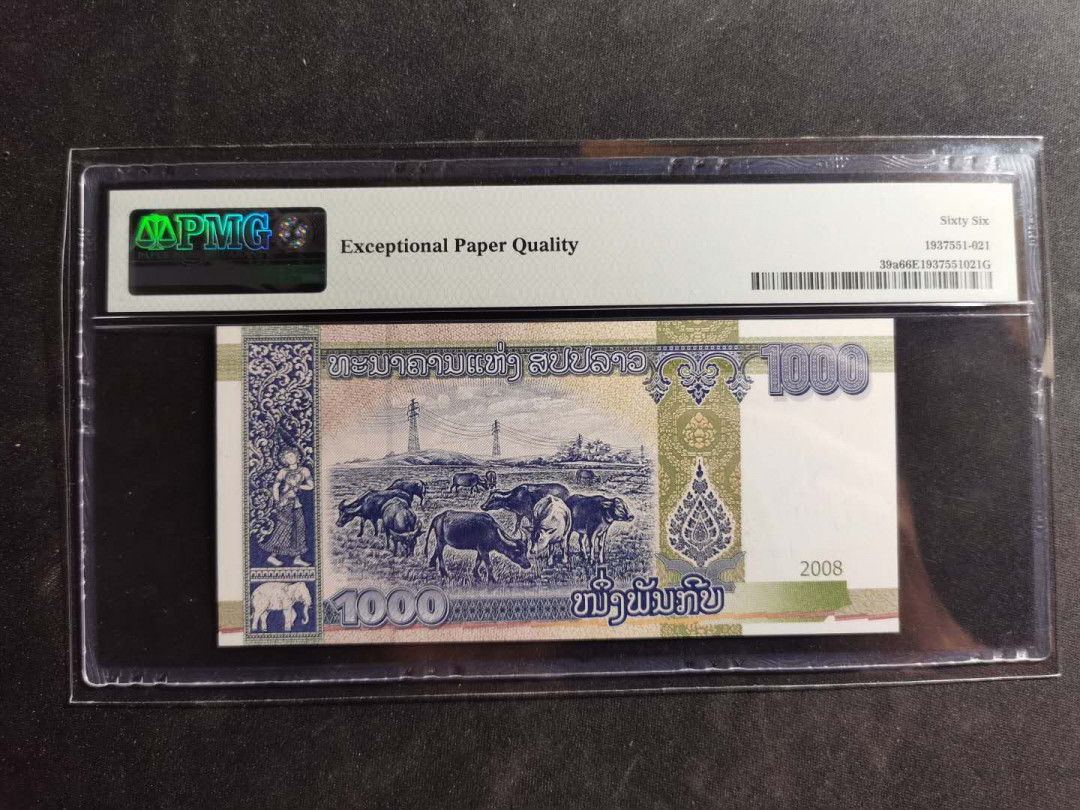 PMG
Exceptional Paper Quality
Sixty Six
1937551-021
39a66E1937551021G
ທະນາຄານແຫ່ງ ສປປລາວ
1000
2008
1000
ໜຶ່ງພັນກີບ